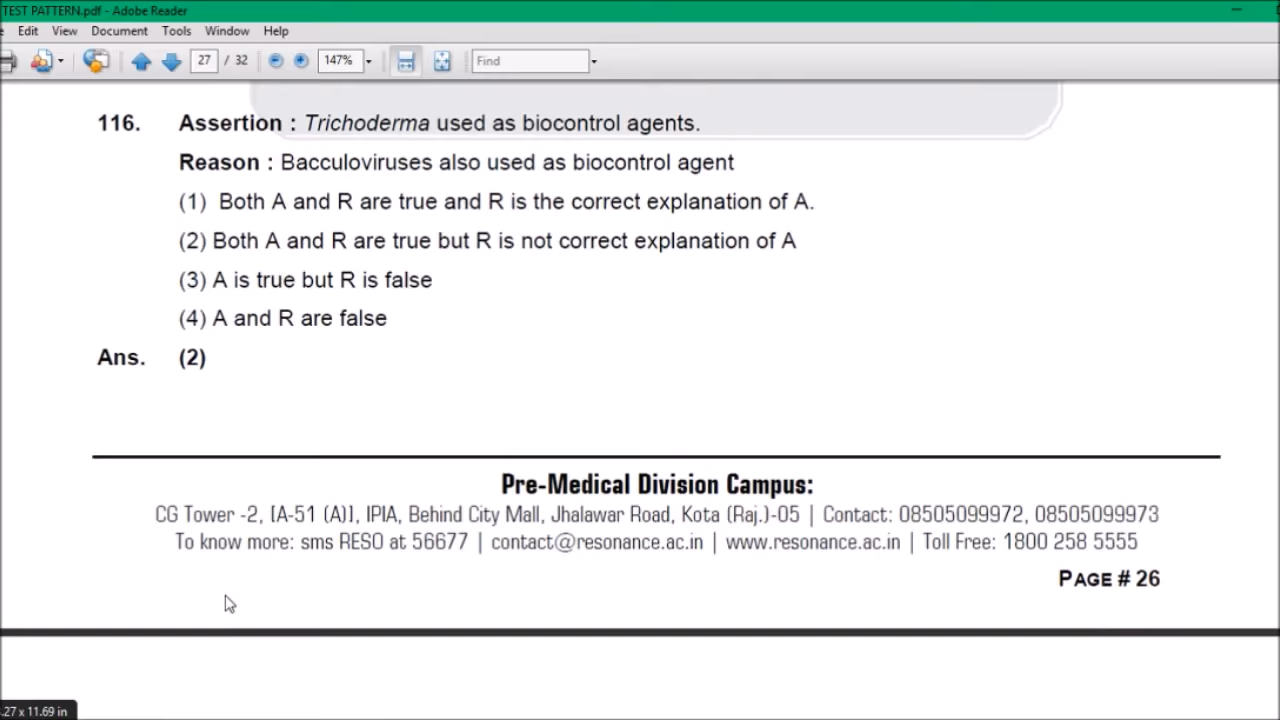 TEST PATTERN.pdf - Adobe Reader
Edit View Document Tools Window Help
27 / 32 147% Find
116. Assertion : Trichoderma used as biocontrol agents.
Reason : Bacculoviruses also used as biocontrol agent
(1) Both A and R are true and R is the correct explanation of A.
(2) Both A and R are true but R is not correct explanation of A
(3) A is true but R is false
(4) A and R are false
Ans. (2)
Pre-Medical Division Campus:
CG Tower -2, [A-51 (A)], IPIA, Behind City Mall, Jhalawar Road, Kota (Raj.)-05 | Contact: 08505099972, 08505099973
To know more: sms RESO at 56677 | contact@resonance.ac.in | www.resonance.ac.in | Toll Free: 1800 258 5555
PAGE # 26
.27 x 11.69 in